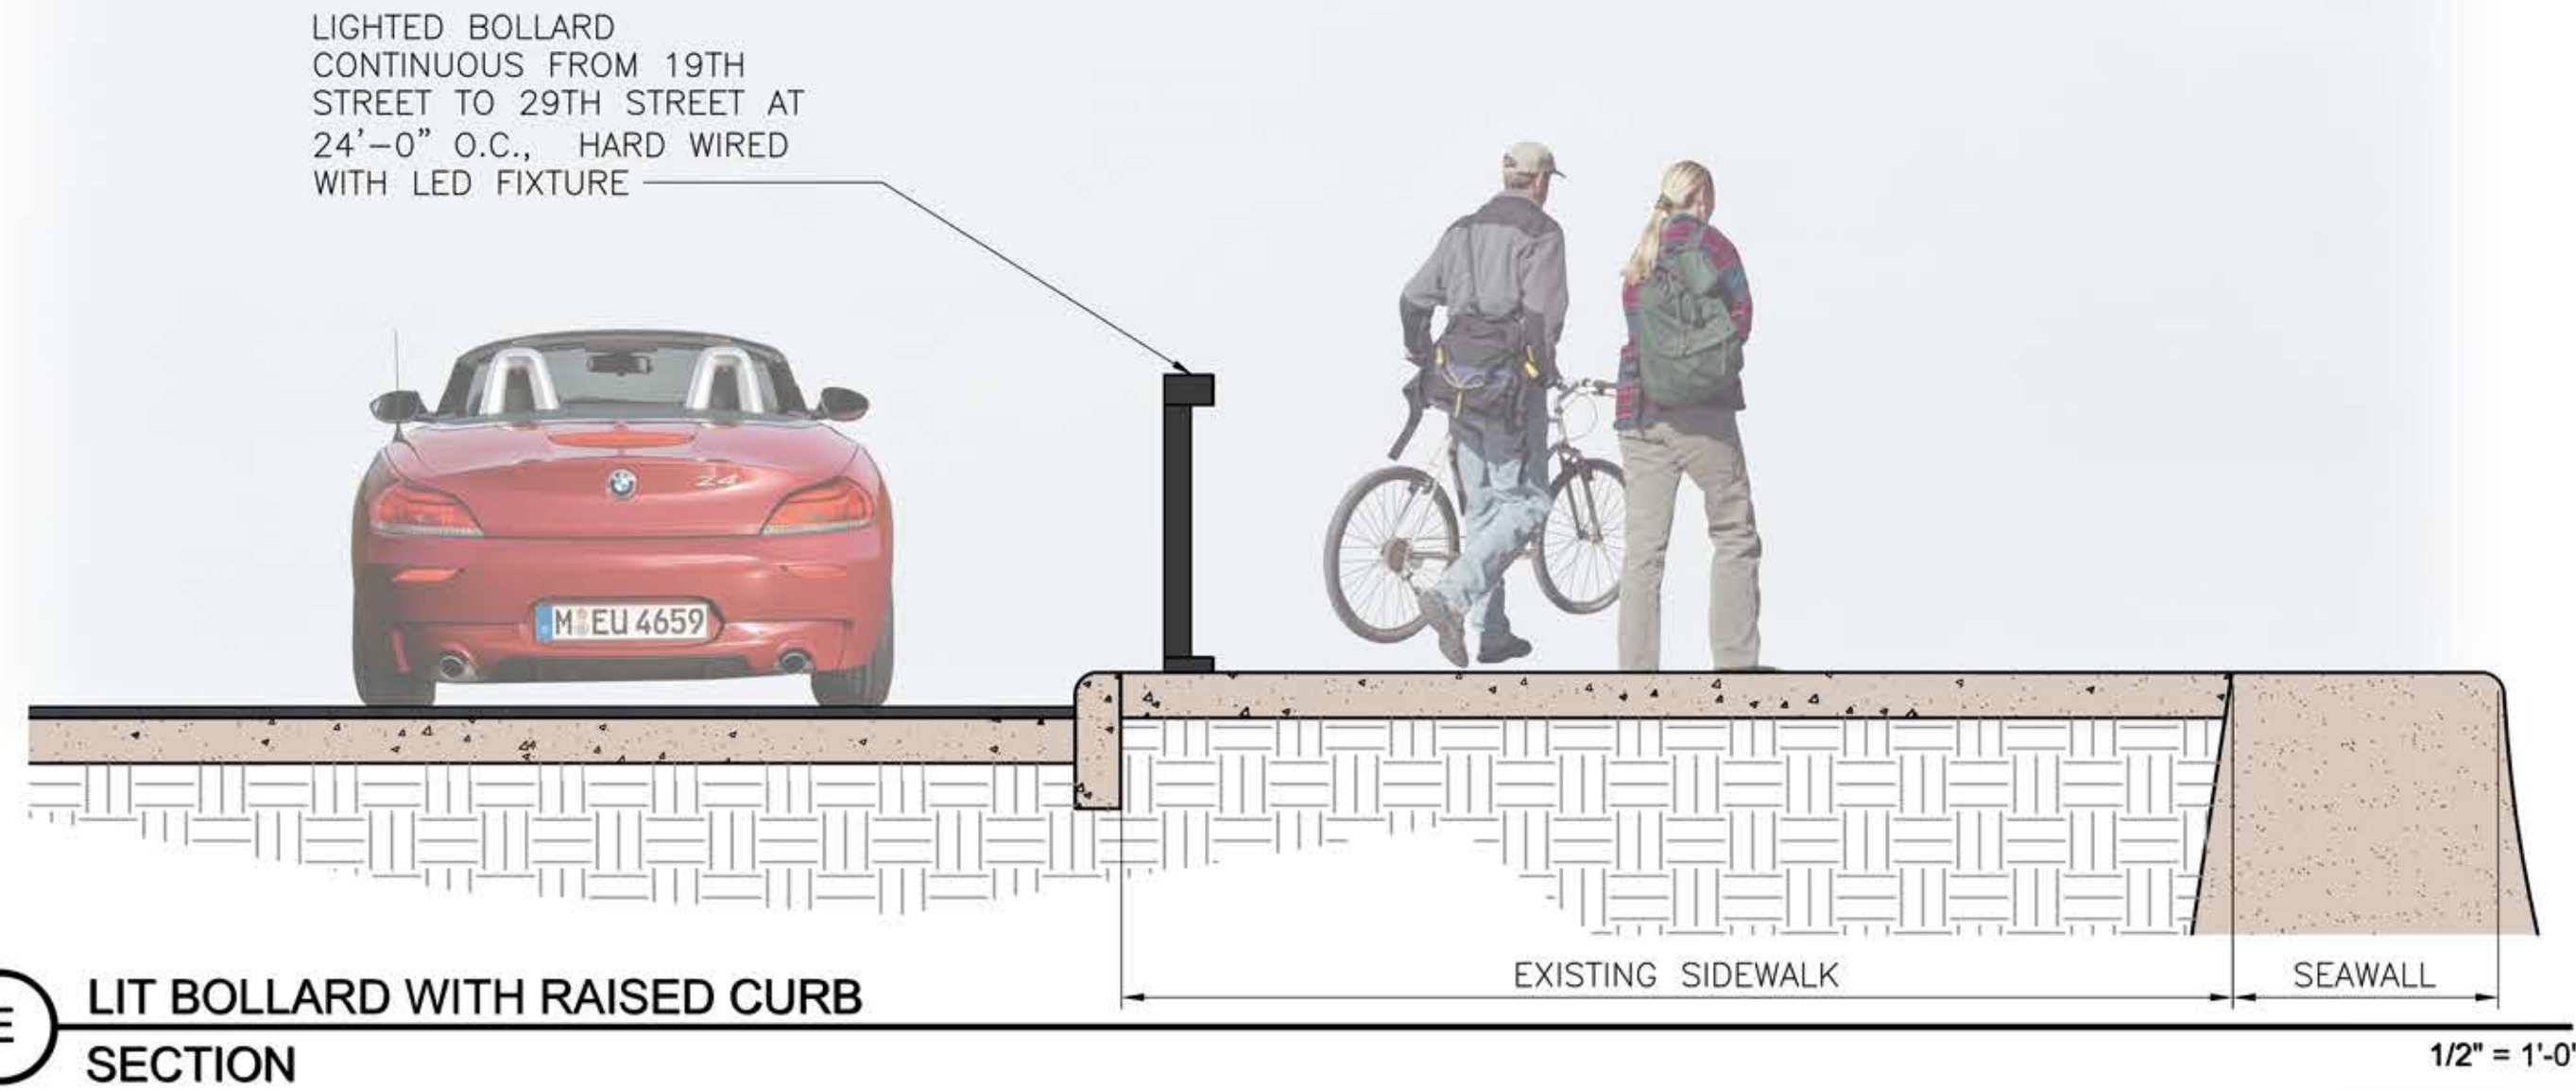 LIGHTED BOLLARD
CONTINUOUS FROM 19TH
STREET TO 29TH STREET AT
24'-0" O.C., HARD WIRED
WITH LED FIXTURE
Z4
M EU 4659
EXISTING SIDEWALK
SEAWALL
E
LIT BOLLARD WITH RAISED CURB
SECTION
1/2" = 1'-0"